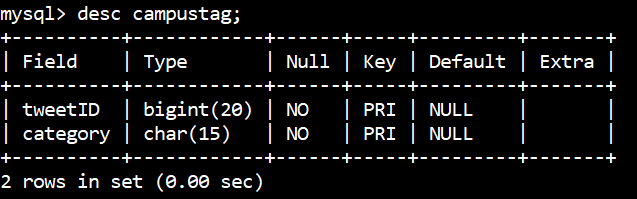 mysql> desc campustag;
+----------+------------+------+-----+---------+-------+
| Field    | Type       | Null | Key | Default | Extra |
+----------+------------+------+-----+---------+-------+
| tweetID  | bigint(20) | NO   | PRI | NULL    |       |
| category | char(15)   | NO   | PRI | NULL    |       |
+----------+------------+------+-----+---------+-------+
2 rows in set (0.00 sec)